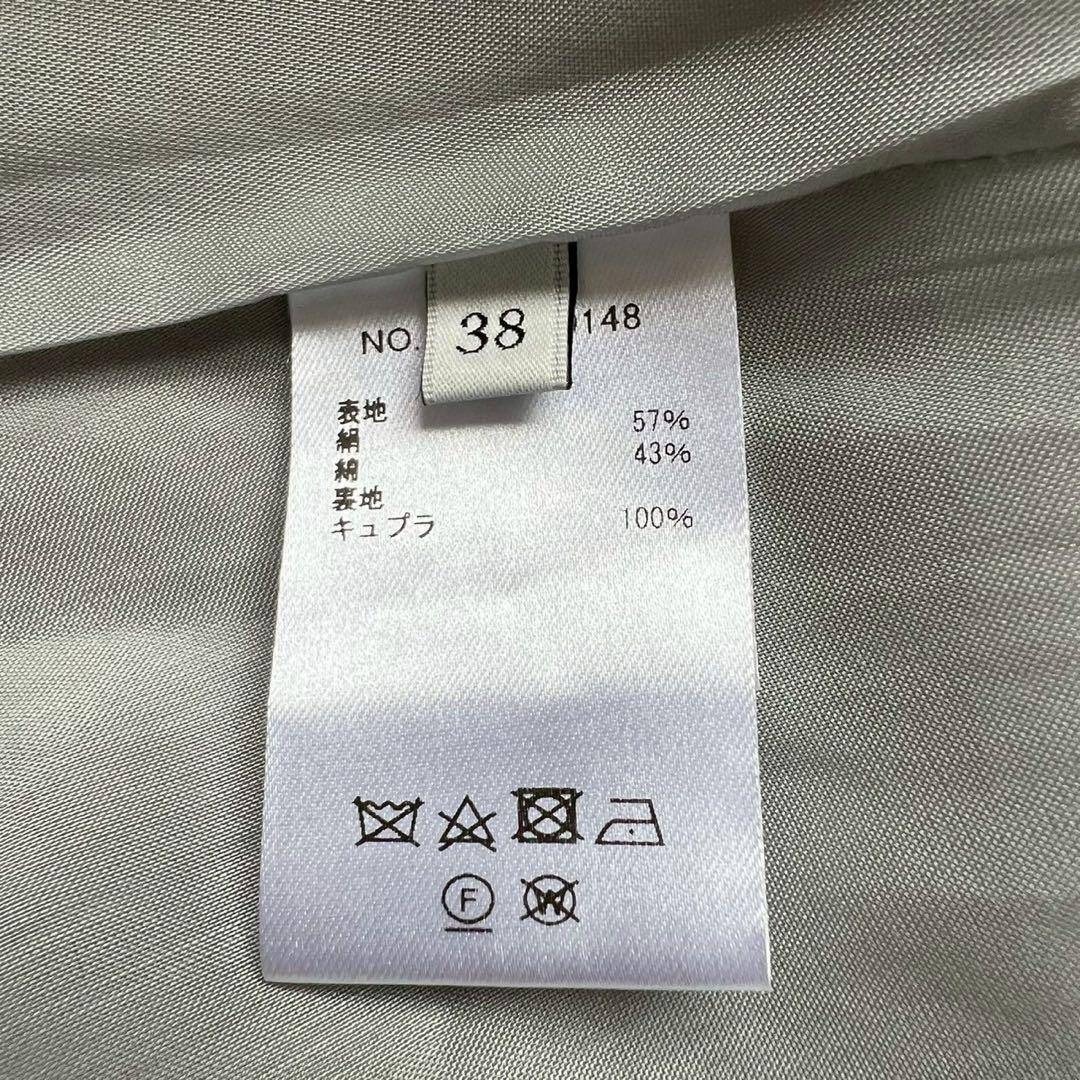 NO. 38 148
表地
絹 57%
綿 43%
裏地
キュプラ 100%
F
W